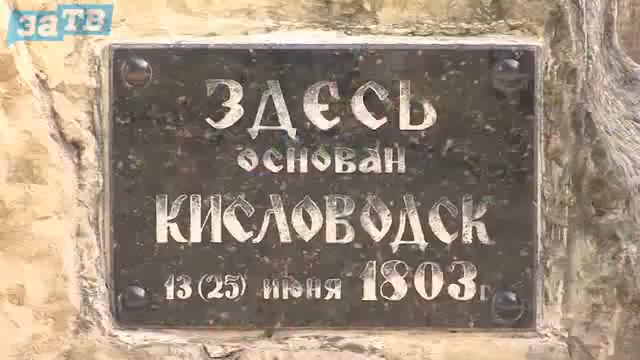 заТВ
ЗДЕСЬ
основан
КИСЛОВОДСК
13 (25) июня 1803 г